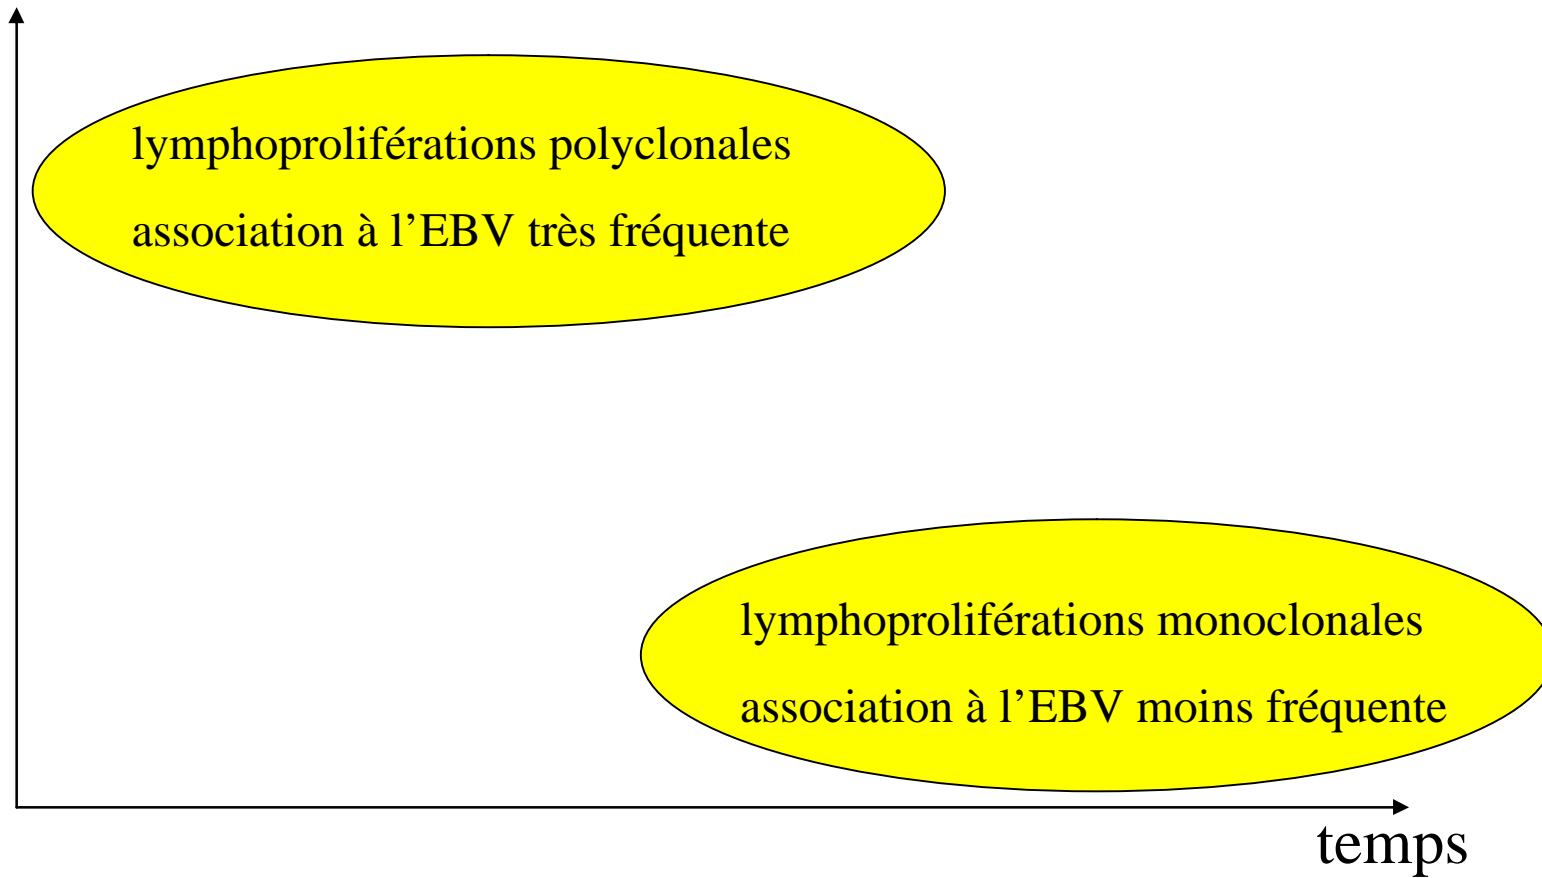 lymphoproliférations polyclonales
association à l’EBV très fréquente
lymphoproliférations monoclonales
association à l’EBV moins fréquente
temps